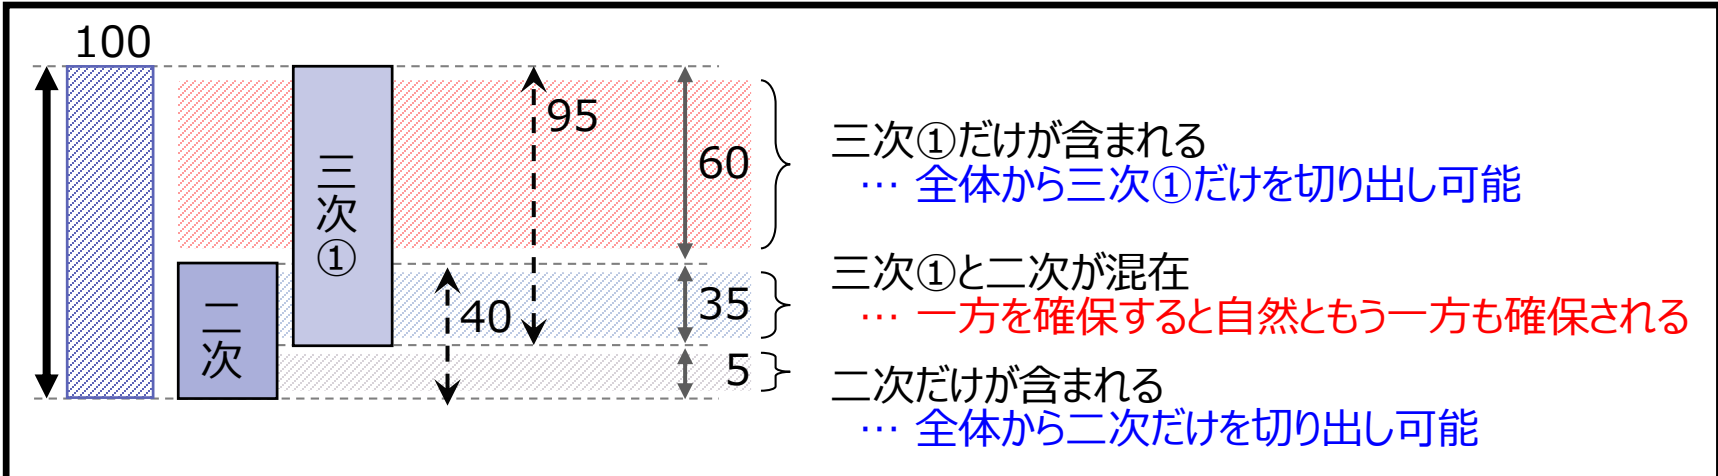 100
三次①
95
60
三次①だけが含まれる
… 全体から三次①だけを切り出し可能
二次
40
35
三次①と二次が混在
… 一方を確保すると自然ともう一方も確保される
5
二次だけが含まれる
… 全体から二次だけを切り出し可能